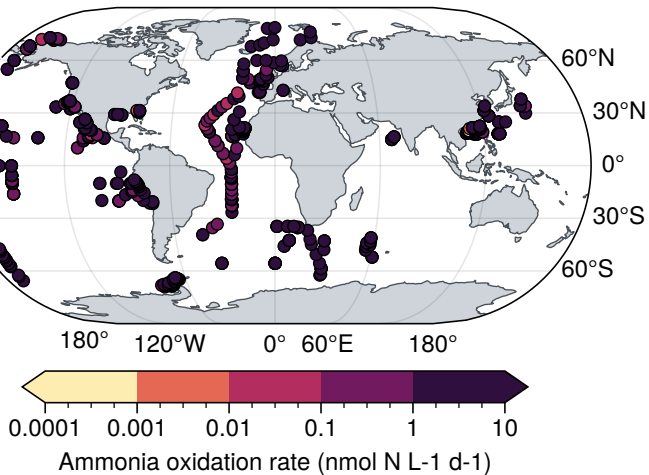 60°N
30°N
0°
30°S
60°S
180° 120°W 0° 60°E 180°
0.0001 0.001 0.01 0.1 1 10
Ammonia oxidation rate (nmol N L-1 d-1)